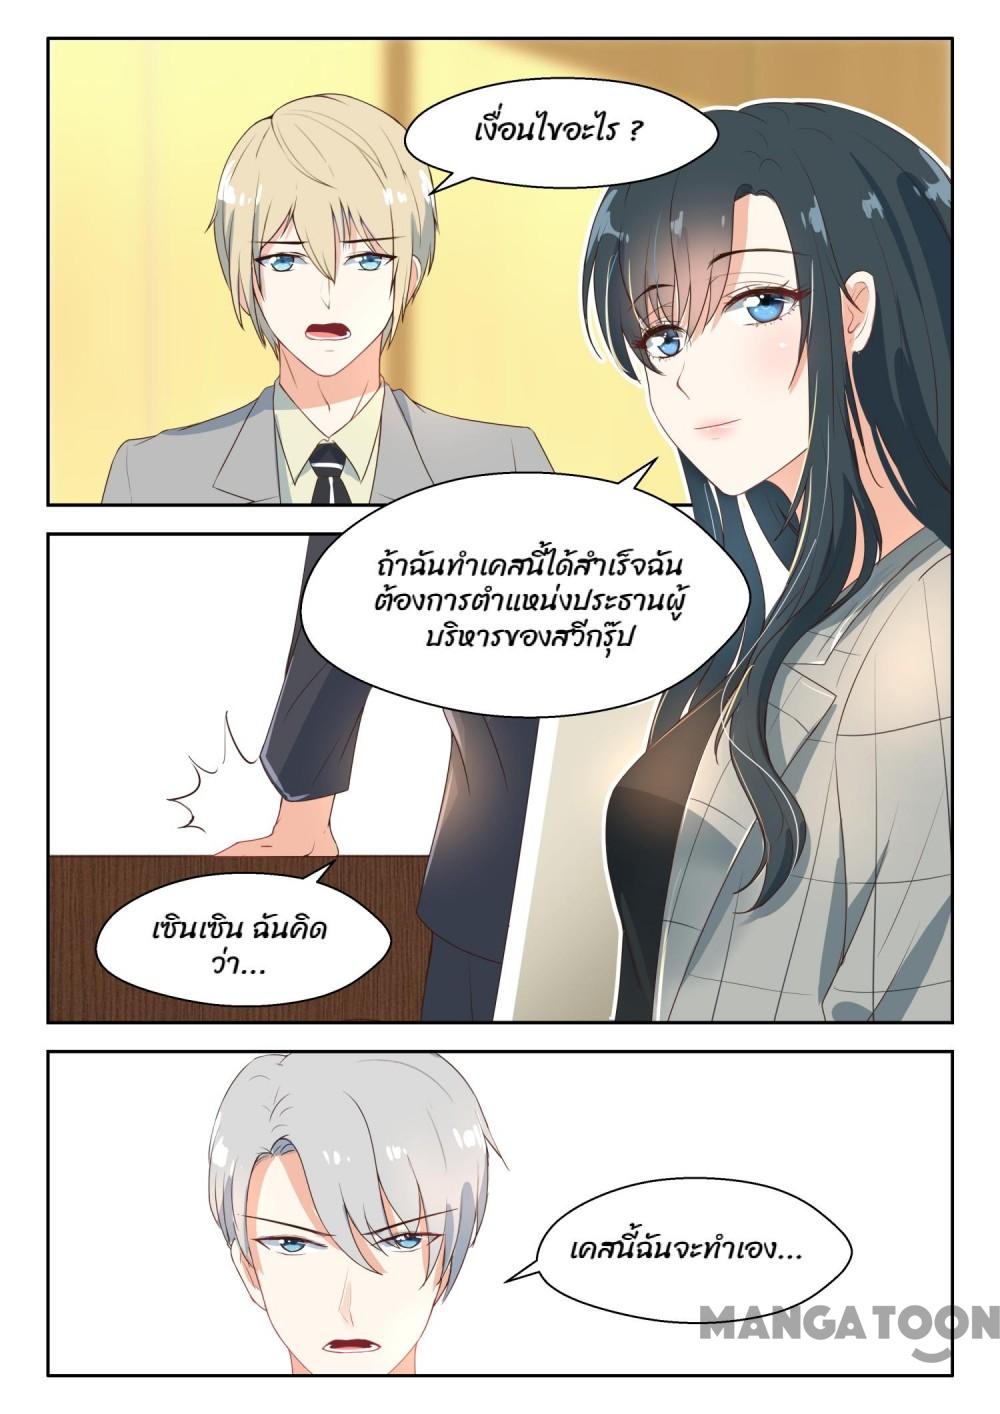 เงื่อนไขอะไร ?
ถ้าฉันทำเคสนี้ได้สำเร็จฉัน
ต้องการตำแหน่งประธานผู้
บริหารของสวีกรุ๊ป
เซินเซิน ฉันคิด
ว่า...
เคสนี้ฉันจะทำเอง...
MANGATOON